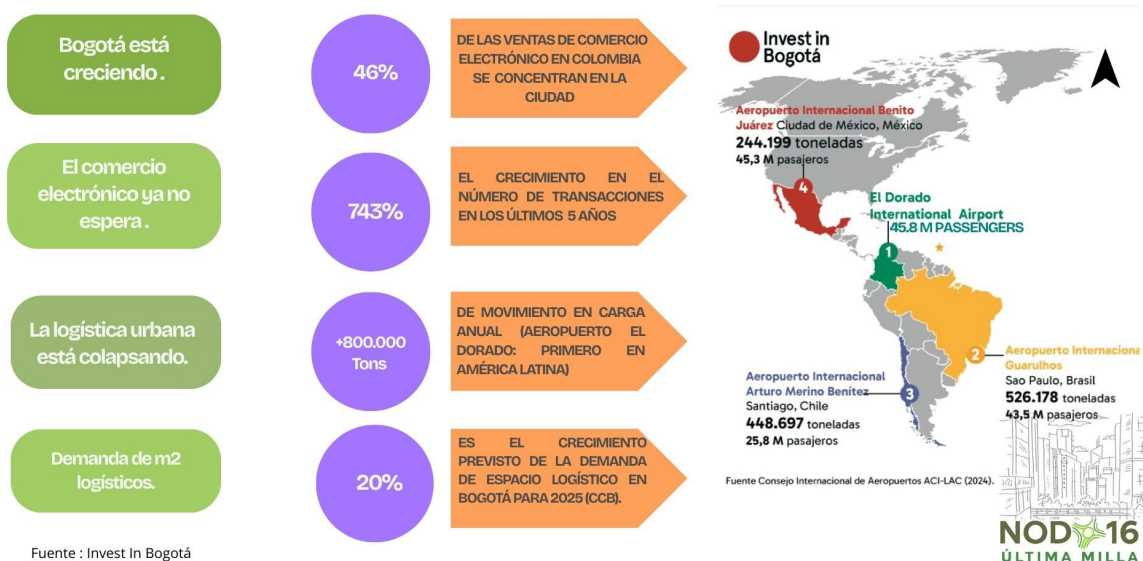 Bogotá está
creciendo .
46%
DE LAS VENTAS DE COMERCIO
ELECTRÓNICO EN COLOMBIA
SE CONCENTRAN EN LA
CIUDAD
El comercio
electrónico ya no
espera .
743%
EL CRECIMIENTO EN EL
NÚMERO DE TRANSACCIONES
EN LOS ÚLTIMOS 5 AÑOS
La logística urbana
está colapsando.
+800.000
Tons
DE MOVIMIENTO EN CARGA
ANUAL (AEROPUERTO EL
DORADO: PRIMERO EN
AMÉRICA LATINA)
Demanda de m2
logísticos.
20%
ES EL CRECIMIENTO
PREVISTO DE LA DEMANDA
DE ESPACIO LOGÍSTICO EN
BOGOTÁ PARA 2025 (CCB).
Fuente : Invest In Bogotá
Invest in
Bogotá
Aeropuerto Internacional Benito
Juárez Ciudad de México, México
244.199 toneladas
45,3 M pasajeros
4
El Dorado
International Airport
45.8 M PASSENGERS
1
2
Aeropuerto Internaciona
Guarulhos
Sao Paulo, Brasil
526.178 toneladas
43,5 M pasajeros
Aeropuerto Internacional
Arturo Merino Benítez
Santiago, Chile
448.697 toneladas
25,8 M pasajeros
3
Fuente Consejo Internacional de Aeropuertos ACI-LAC (2024).
NODO 16
ÚLTIMA MILLA